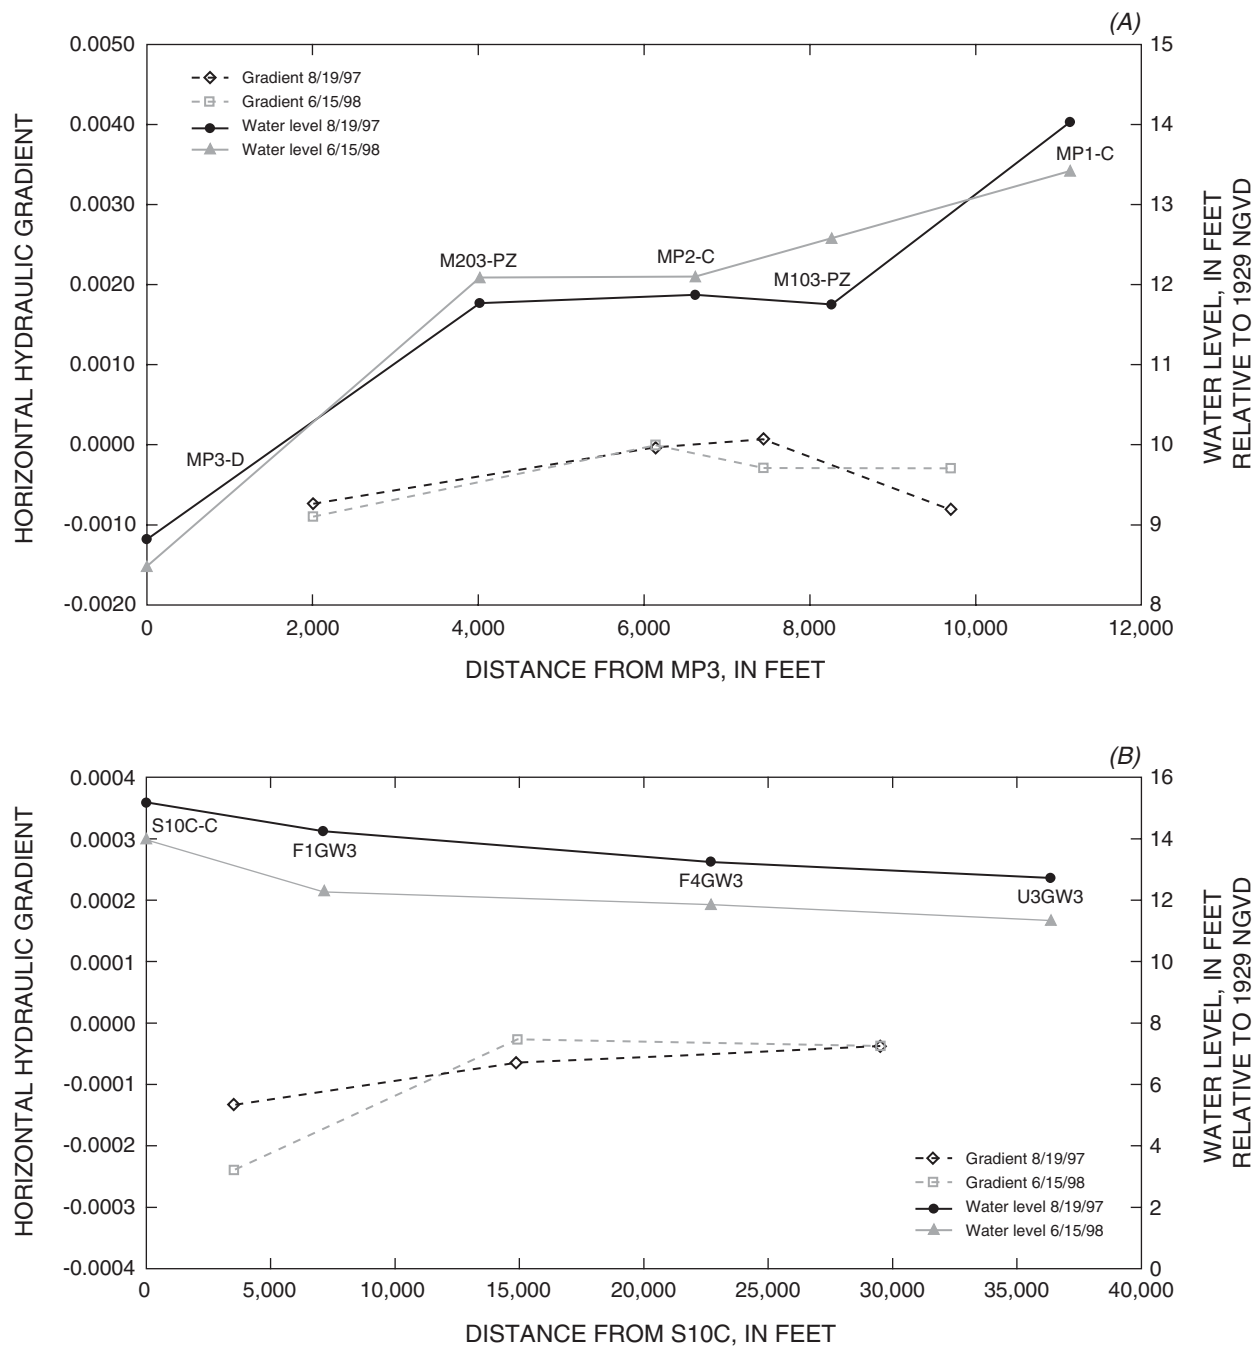 (A)
0.0050
0.0040
0.0030
0.0020
0.0010
0.0000
-0.0010
-0.0020
HORIZONTAL HYDRAULIC GRADIENT
Gradient 8/19/97
Gradient 6/15/98
Water level 8/19/97
Water level 6/15/98
MP3-D
M203-PZ
MP2-C
M103-PZ
MP1-C
15
14
13
12
11
10
9
8
WATER LEVEL, IN FEET
RELATIVE TO 1929 NGVD
0 2,000 4,000 6,000 8,000 10,000 12,000
DISTANCE FROM MP3, IN FEET
(B)
0.0004
0.0003
0.0002
0.0001
0.0000
-0.0001
-0.0002
-0.0003
-0.0004
HORIZONTAL HYDRAULIC GRADIENT
S10C-C
F1GW3
F4GW3
U3GW3
Gradient 8/19/97
Gradient 6/15/98
Water level 8/19/97
Water level 6/15/98
16
14
12
10
8
6
4
2
0
WATER LEVEL, IN FEET
RELATIVE TO 1929 NGVD
0 5,000 10,000 15,000 20,000 25,000 30,000 35,000 40,000
DISTANCE FROM S10C, IN FEET